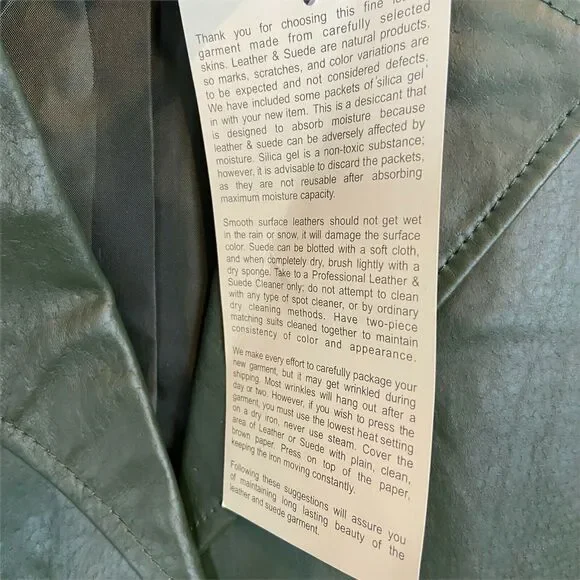 Thank you for choosing this fine
garment made from carefully selected
skins. Leather & Suede are natural products,
so marks, scratches, and color variations are
to be expected and not considered defects.
We have included some packets of silica gel
in with your new item. This is a desiccant that
is designed to absorb moisture because
leather & suede can be adversely affected by
moisture. Silica gel is a non-toxic substance;
however, it is advisable to discard the packets,
as they are not reusable after absorbing
maximum moisture capacity.
Smooth surface leathers should not get wet
in the rain or snow, it will damage the surface
color. Suede can be blotted with a soft cloth,
and when completely dry, brush lightly with a
dry sponge. Take to a Professional Leather &
Suede Cleaner only; do not attempt to clean
with any type of spot cleaner, or by ordinary
dry cleaning methods. Have two-piece
matching suits cleaned together to maintain
consistency of color and appearance.
We make every effort to carefully package your
new garment, but it may get wrinkled during
shipping. Most wrinkles will hang out after a
day or two. However, if you wish to press the
garment, you must use the lowest heat setting
on a dry iron, never use steam. Cover the
area of Leather or Suede with plain, clean,
brown paper. Press on top of the paper,
keeping the iron moving constantly.
Following these suggestions will assure you
of maintaining long lasting beauty of the
leather and suede garment.